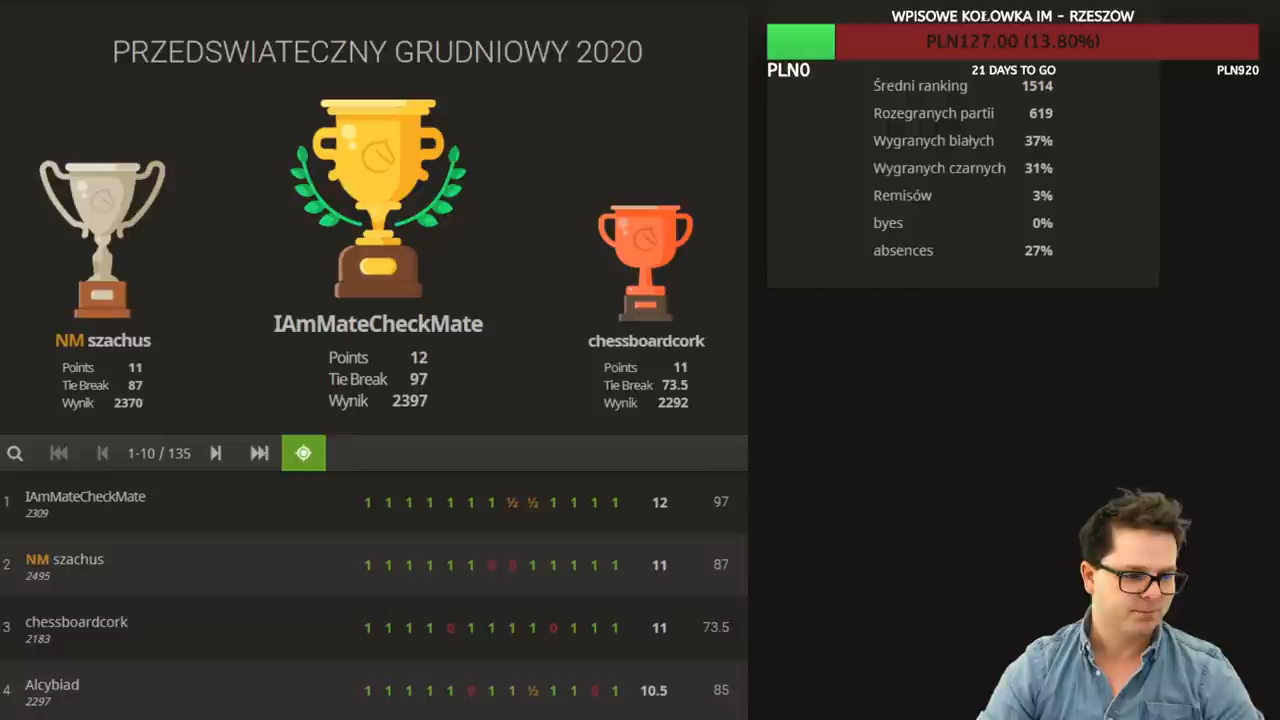 PRZEDSWIATECZNY GRUDNIOWY 2020
NM szachus
Points 11
Tie Break 87
Wynik 2370
IAmMateCheckMate
Points 12
Tie Break 97
Wynik 2397
chessboardcork
Points 11
Tie Break 73.5
Wynik 2292
1-10 / 135
1 IAmMateCheckMate 1 1 1 1 1 1 1 ½ ½ 1 1 1 1 12 97
2309
2 NM szachus 1 1 1 1 1 1 0 0 1 1 1 1 1 11 87
2495
3 chessboardcork 1 1 1 1 0 1 1 1 1 0 1 1 1 11 73.5
2183
4 Alcybiad 1 1 1 1 1 0 1 1 ½ 1 1 0 1 10.5 85
2297
WPISOWE KOŁOWKA IM - RZESZÓW
PLN127.00 (13.80%)
PLN0 21 DAYS TO GO PLN920
Średni ranking 1514
Rozegranych partii 619
Wygranych białych 37%
Wygranych czarnych 31%
Remisów 3%
byes 0%
absences 27%